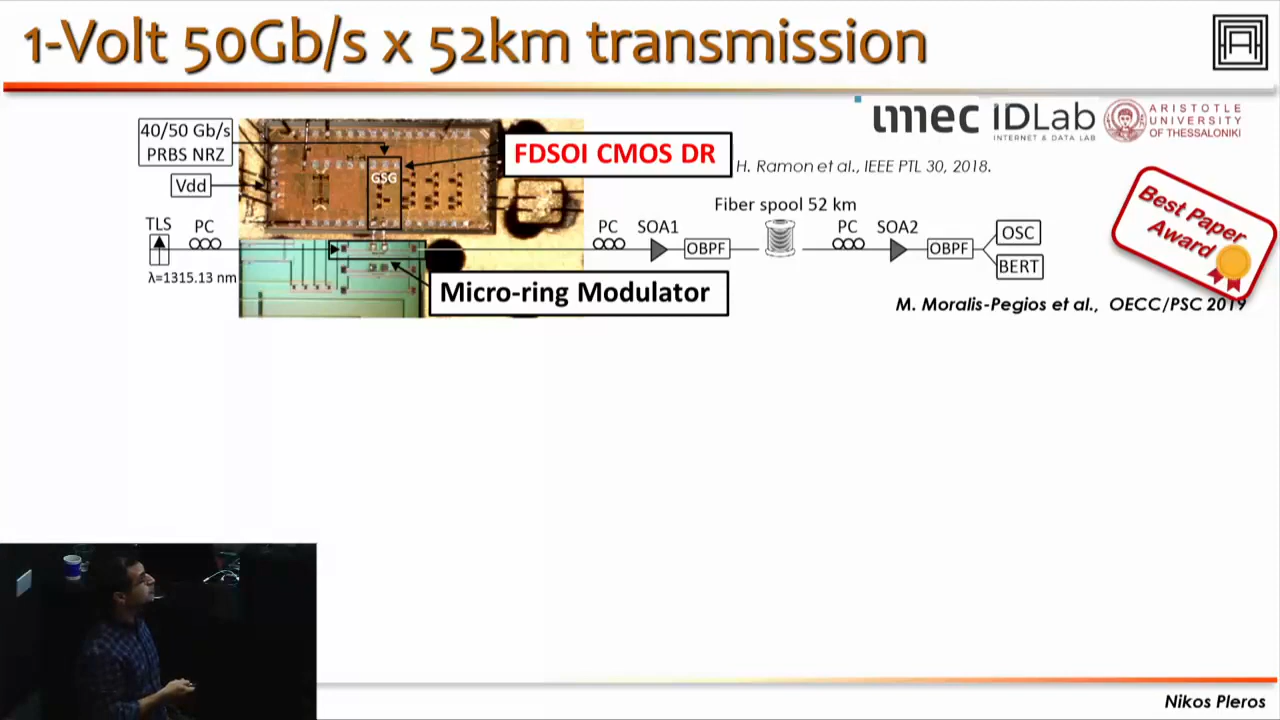 1-Volt 50Gb/s x 52km transmission
imec IDLab
INTERNET & DATA LAB
ARISTOTLE
UNIVERSITY
OF THESSALONIKI
40/50 Gb/s
PRBS NRZ
FDSOI CMOS DR
H. Ramon et al., IEEE PTL 30, 2018.
GSG
Vdd
Best Paper
Award
TLS
PC
PC
SOA1
Fiber spool 52 km
PC
SOA2
OBPF
OBPF
OSC
BERT
λ=1315.13 nm
Micro-ring Modulator
M. Moralis-Pegios et al., OECC/PSC 2019
Nikos Pleros